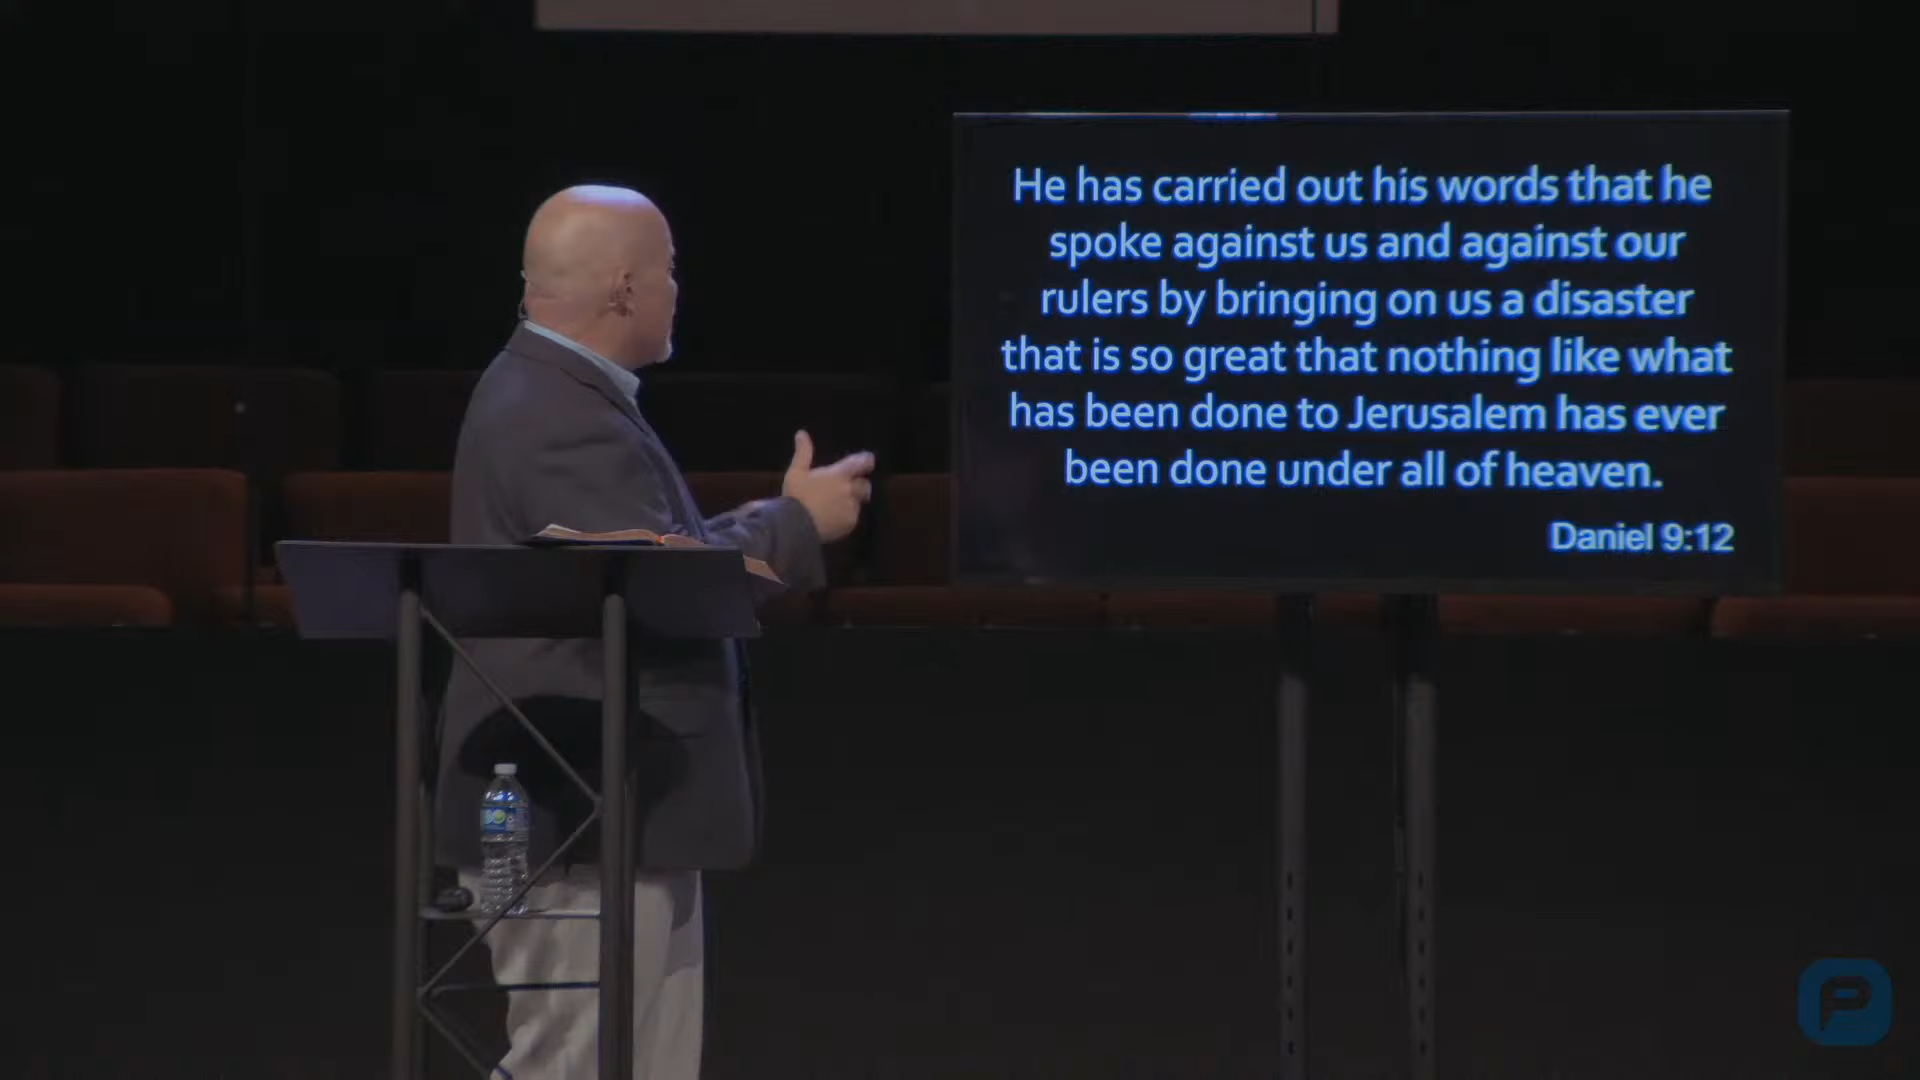 He has carried out his words that he
spoke against us and against our
rulers by bringing on us a disaster
that is so great that nothing like what
has been done to Jerusalem has ever
been done under all of heaven.
Daniel 9:12